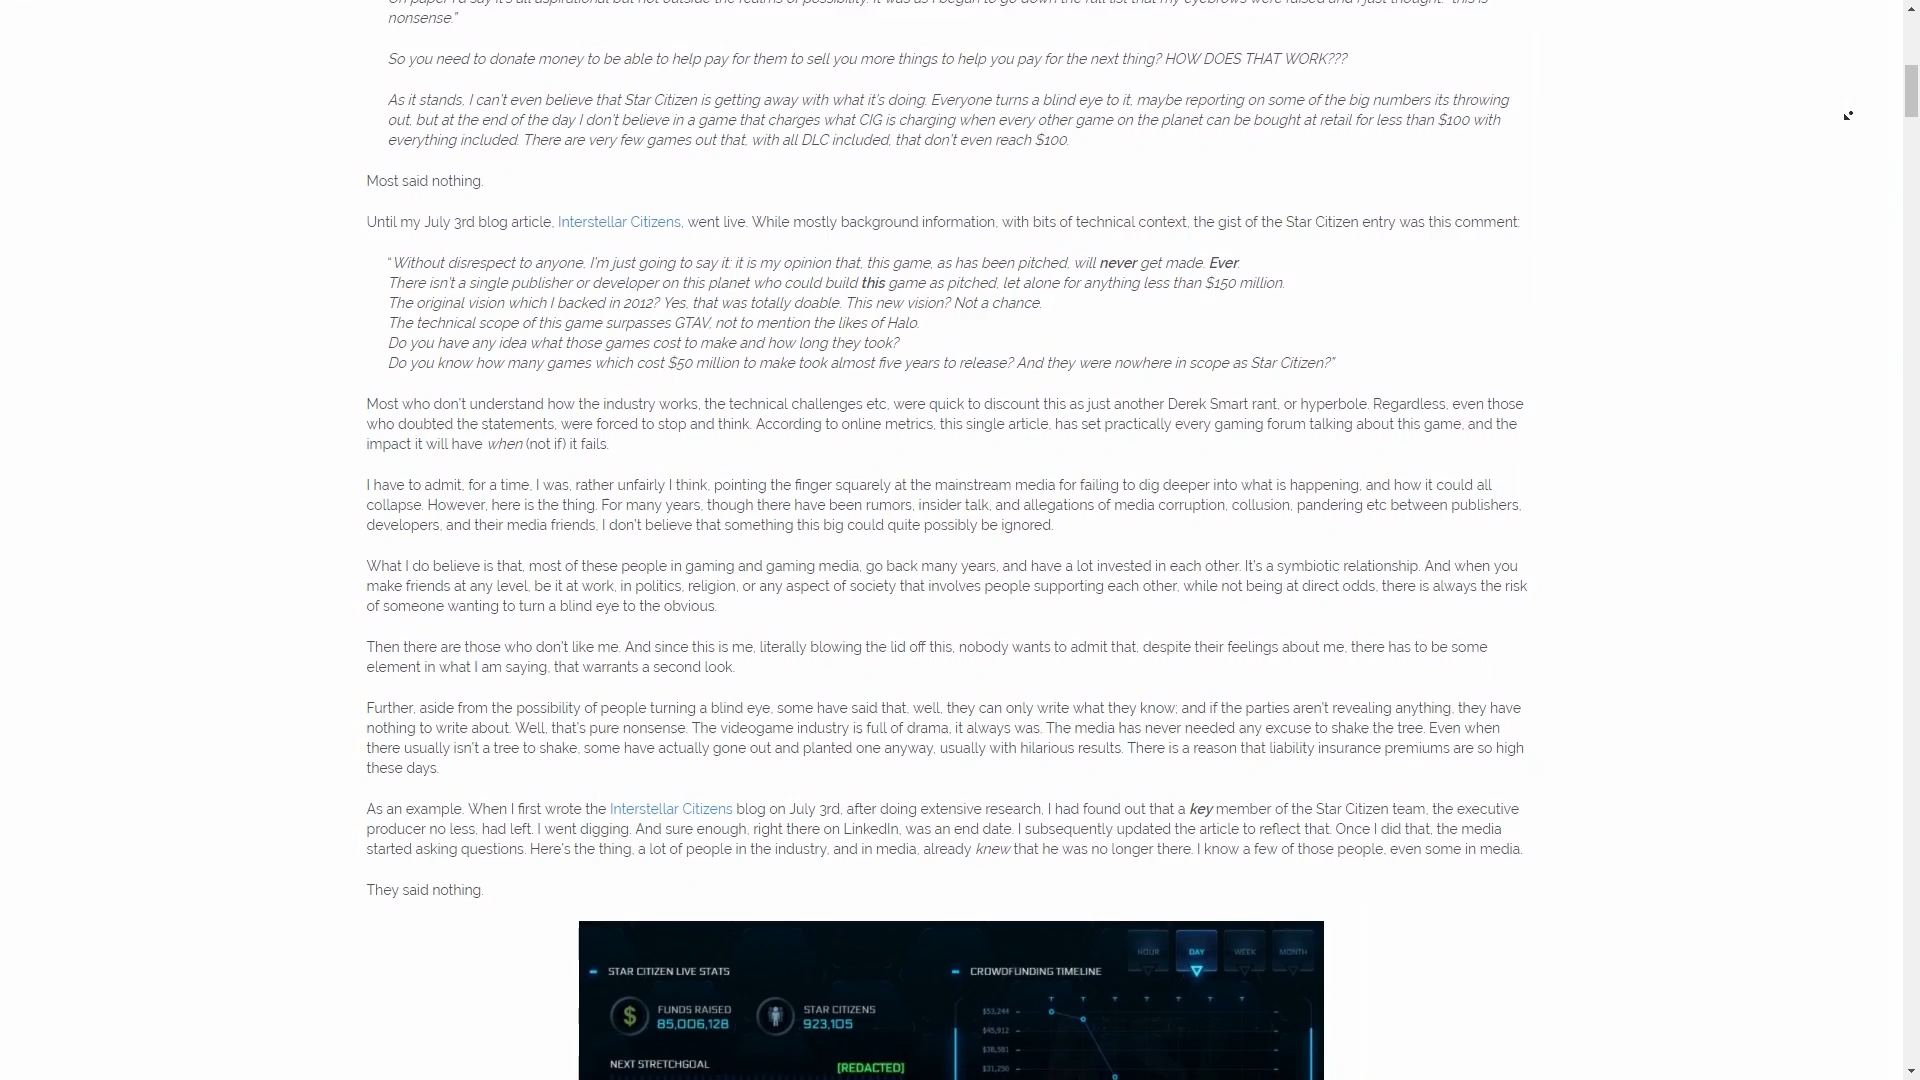 On paper I'd say it's all aspirational but not outside the realms of possibility. It was as I began to go down the full list that my eyebrows were raised and I just thought: "this is
nonsense."
So you need to donate money to be able to help pay for them to sell you more things to help you pay for the next thing? HOW DOES THAT WORK???
As it stands, I can't even believe that Star Citizen is getting away with what it's doing. Everyone turns a blind eye to it, maybe reporting on some of the big numbers its throwing
out, but at the end of the day I don't believe in a game that charges what CIG is charging when every other game on the planet can be bought at retail for less than $100 with
everything included. There are very few games out that, with all DLC included, that don't even reach $100.
Most said nothing.
Until my July 3rd blog article, Interstellar Citizens, went live. While mostly background information, with bits of technical context, the gist of the Star Citizen entry was this comment:
"Without disrespect to anyone, I'm just going to say it: it is my opinion that, this game, as has been pitched, will never get made. Ever.
There isn't a single publisher or developer on this planet who could build this game as pitched, let alone for anything less than $150 million.
The original vision which I backed in 2012? Yes, that was totally doable. This new vision? Not a chance.
The technical scope of this game surpasses GTAV, not to mention the likes of Halo.
Do you have any idea what those games cost to make and how long they took?
Do you know how many games which cost $50 million to make took almost five years to release? And they were nowhere in scope as Star Citizen?"
Most who don't understand how the industry works, the technical challenges etc, were quick to discount this as just another Derek Smart rant, or hyperbole. Regardless, even those
who doubted the statements, were forced to stop and think. According to online metrics, this single article, has set practically every gaming forum talking about this game, and the
impact it will have when (not if) it fails.
I have to admit, for a time, I was, rather unfairly I think, pointing the finger squarely at the mainstream media for failing to dig deeper into what is happening, and how it could all
collapse. However, here is the thing. For many years, though there have been rumors, insider talk, and allegations of media corruption, collusion, pandering etc between publishers,
developers, and their media friends, I don't believe that something this big could quite possibly be ignored.
What I do believe is that, most of these people in gaming and gaming media, go back many years, and have a lot invested in each other. It's a symbiotic relationship. And when you
make friends at any level, be it at work, in politics, religion, or any aspect of society that involves people supporting each other, while not being at direct odds, there is always the risk
of someone wanting to turn a blind eye to the obvious.
Then there are those who don't like me. And since this is me, literally blowing the lid off this, nobody wants to admit that, despite their feelings about me, there has to be some
element in what I am saying, that warrants a second look.
Further, aside from the possibility of people turning a blind eye, some have said that, well, they can only write what they know; and if the parties aren't revealing anything, they have
nothing to write about. Well, that's pure nonsense. The videogame industry is full of drama, it always was. The media has never needed any excuse to shake the tree. Even when
there usually isn't a tree to shake, some have actually gone out and planted one anyway, usually with hilarious results. There is a reason that liability insurance premiums are so high
these days.
As an example. When I first wrote the Interstellar Citizens blog on July 3rd, after doing extensive research, I had found out that a key member of the Star Citizen team, the executive
producer no less, had left. I went digging. And sure enough, right there on LinkedIn, was an end date. I subsequently updated the article to reflect that. Once I did that, the media
started asking questions. Here's the thing, a lot of people in the industry, and in media, already knew that he was no longer there. I know a few of those people, even some in media.
They said nothing.
HOUR DAY WEEK MONTH
STAR CITIZEN LIVE STATS
CROWDFUNDING TIMELINE
$ FUNDS RAISED
85,006,128
STAR CITIZENS
923,105
$53,244
$45,912
$38,581
$31,250
NEXT STRETCHGOAL
[REDACTED]